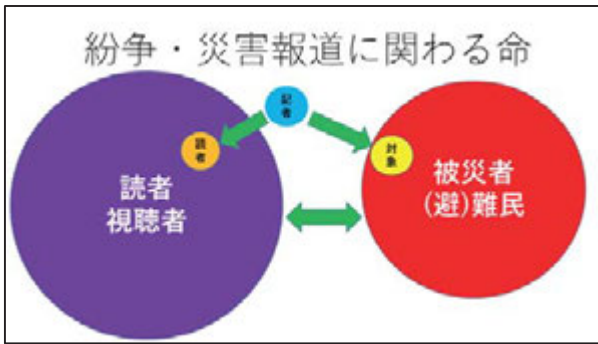 紛争・災害報道に関わる命
記者
読者
対象
読者
視聴者
被災者
(避)難民